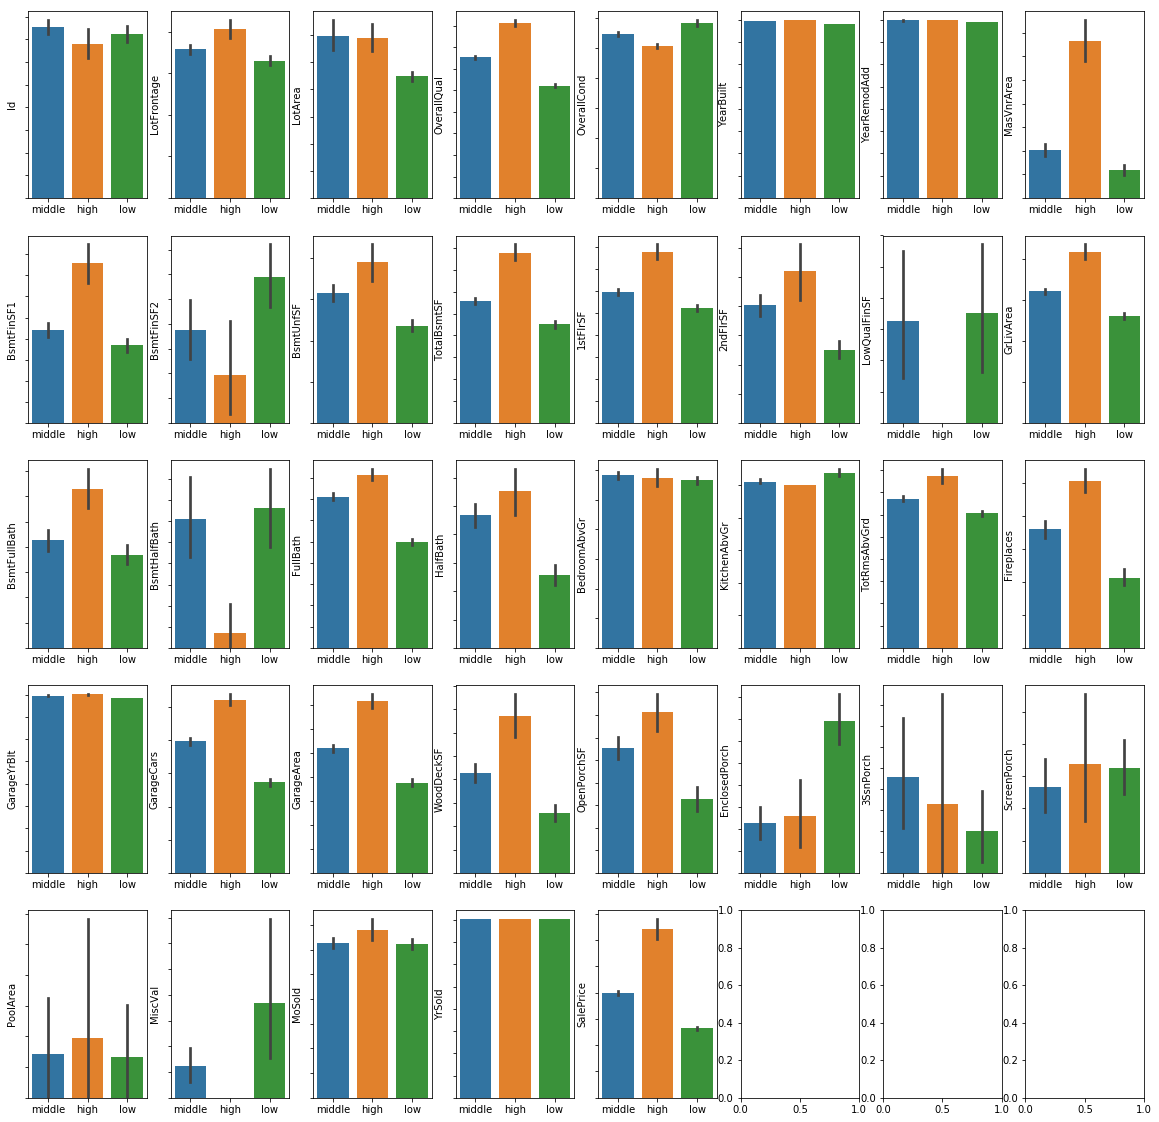 Id
LotFrontage
LotArea
OverallQual
OverallCond
YearBuilt
YearRemodAdd
MasVnrArea
middle high low middle high low middle high low middle high low middle high low middle high low middle high low middle high low
BsmtFinSF1
BsmtFinSF2
BsmtUnfSF
TotalBsmtSF
1stFlrSF
2ndFlrSF
LowQualFinSF
GrLivArea
middle high low middle high low middle high low middle high low middle high low middle high low middle high low middle high low
BsmtFullBath
BsmtHalfBath
FullBath
HalfBath
BedroomAbvGr
KitchenAbvGr
TotRmsAbvGrd
Fireplaces
middle high low middle high low middle high low middle high low middle high low middle high low middle high low middle high low
GarageYrBlt
GarageCars
GarageArea
WoodDeckSF
OpenPorchSF
EnclosedPorch
3SsnPorch
ScreenPorch
middle high low middle high low middle high low middle high low middle high low middle high low middle high low middle high low
PoolArea
MiscVal
MoSold
YrSold
SalePrice
1.0 1.0 1.0
0.8 0.8 0.8
0.6 0.6 0.6
0.4 0.4 0.4
0.2 0.2 0.2
0.0 0.0 0.0
middle high low middle high low middle high low middle high low middle high low 0.0 0.5 1.0 0.0 0.5 1.0 0.0 0.5 1.0